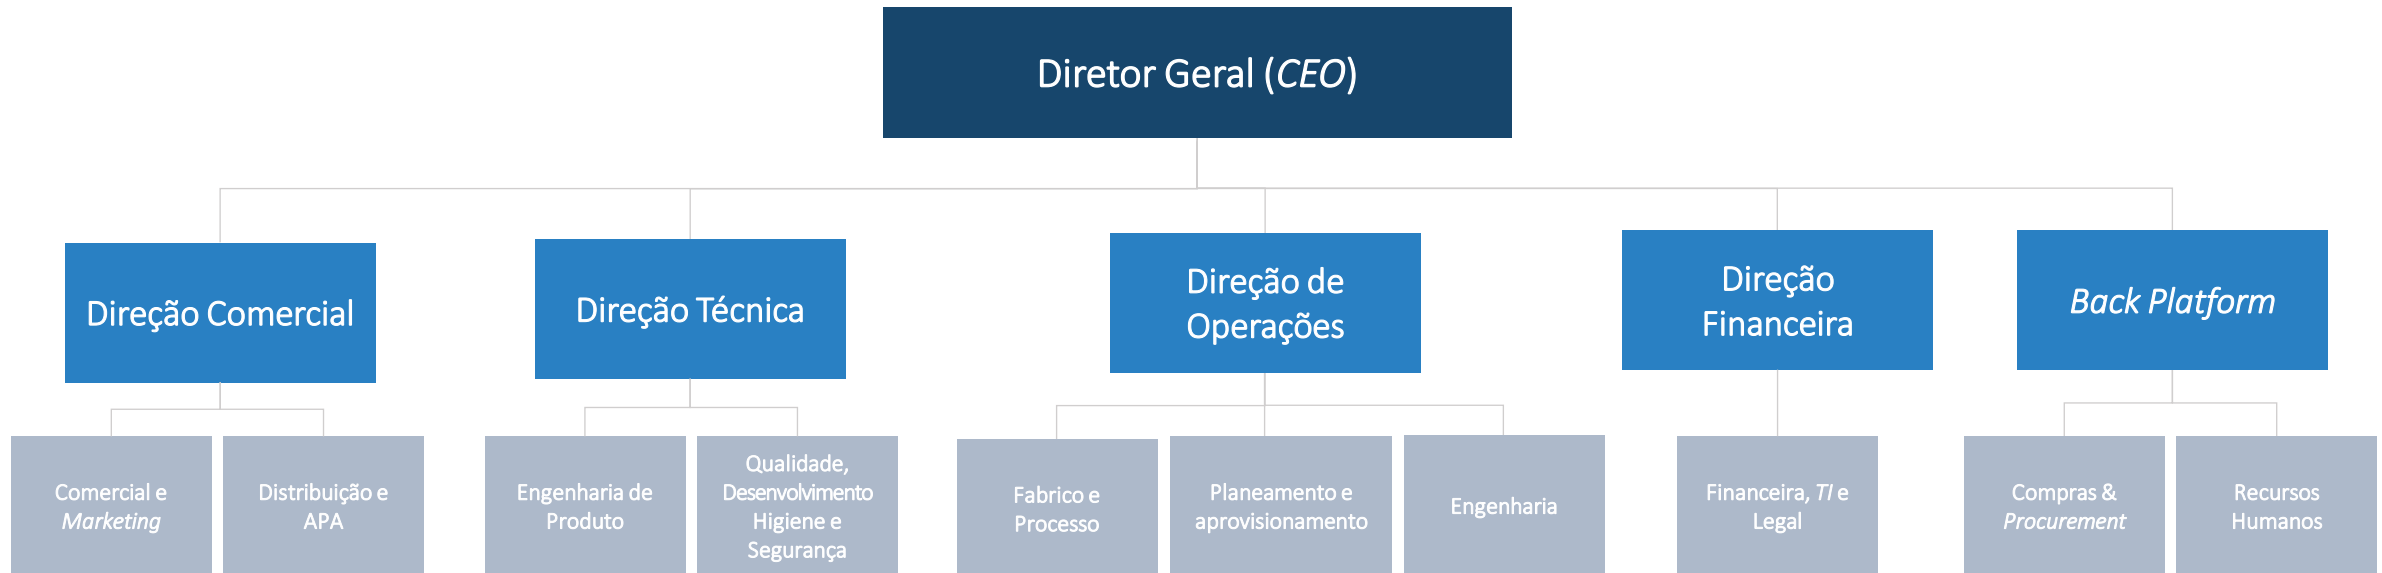 Diretor Geral (CEO)
Direção Comercial
Direção Técnica
Direção de
Operações
Direção
Financeira
Back Platform
Comercial e
Marketing
Distribuição e
APA
Engenharia de
Produto
Qualidade,
Desenvolvimento
Higiene e
Segurança
Fabrico e
Processo
Planeamento e
aprovisionamento
Engenharia
Financeira, TI e
Legal
Compras &
Procurement
Recursos
Humanos